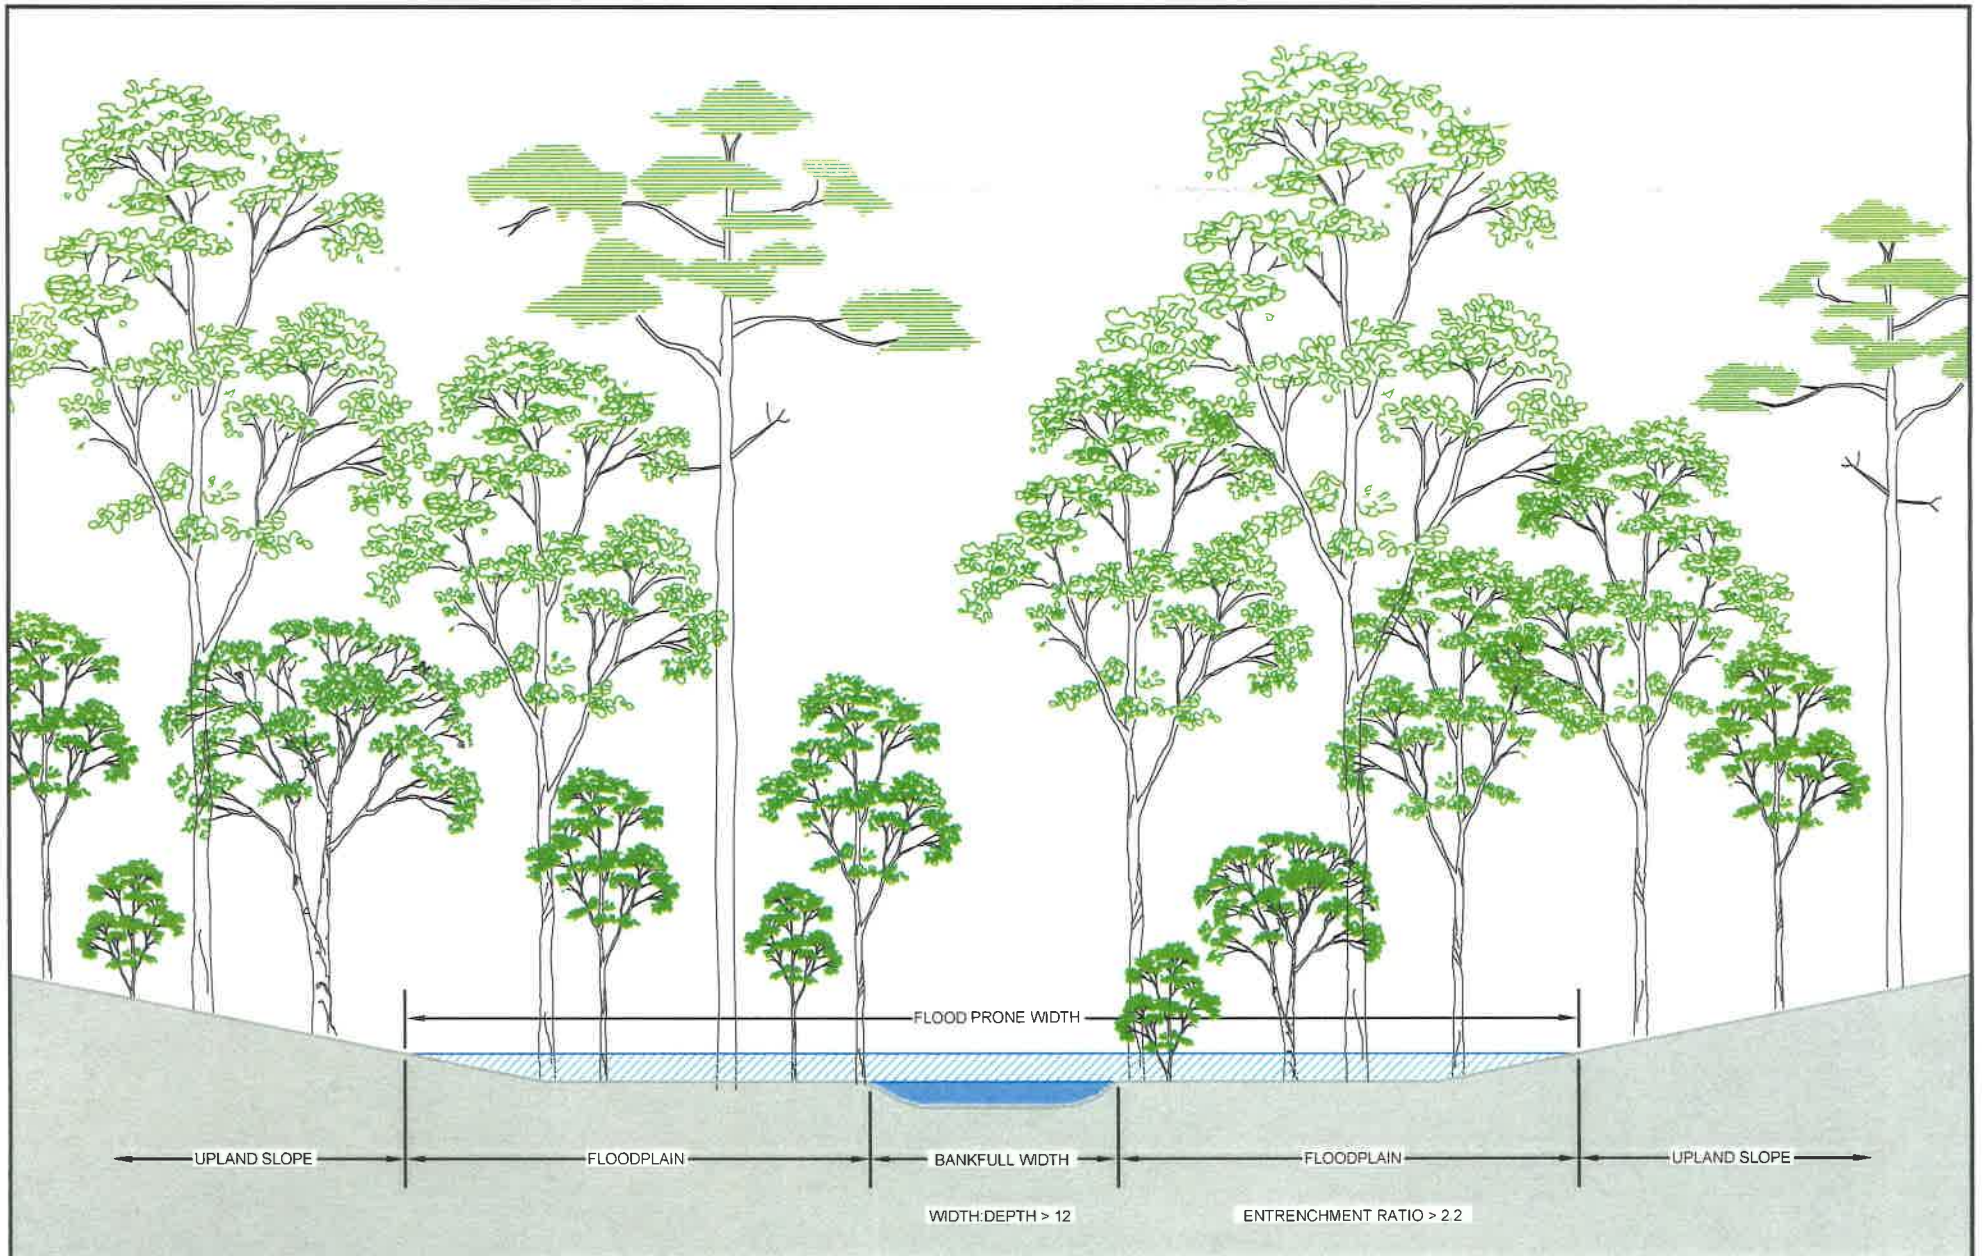 FLOOD PRONE WIDTH
UPLAND SLOPE
FLOODPLAIN
BANKFULL WIDTH
FLOODPLAIN
UPLAND SLOPE
WIDTH:DEPTH > 12
ENTRENCHMENT RATIO > 2.2